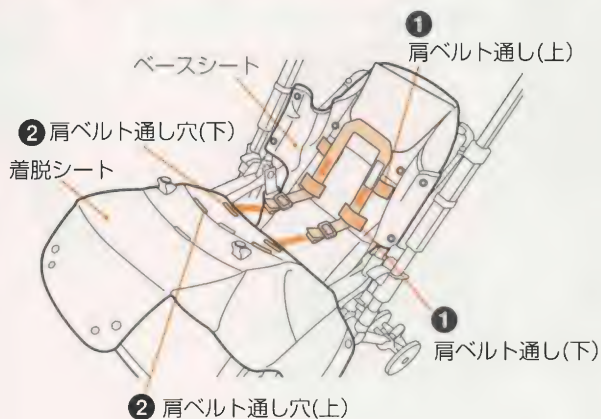 ❶
肩ベルト通し(上)
ベースシート
❷肩ベルト通し穴(下)
着脱シート
❶
肩ベルト通し(下)
❷肩ベルト通し穴(上)